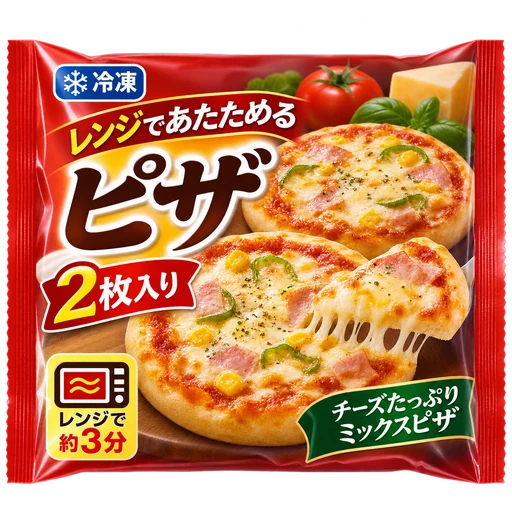 冷凍
レンジであたためる
ピザ
2枚入り
レンジで
約3分
チーズたっぷり
ミックスピザ